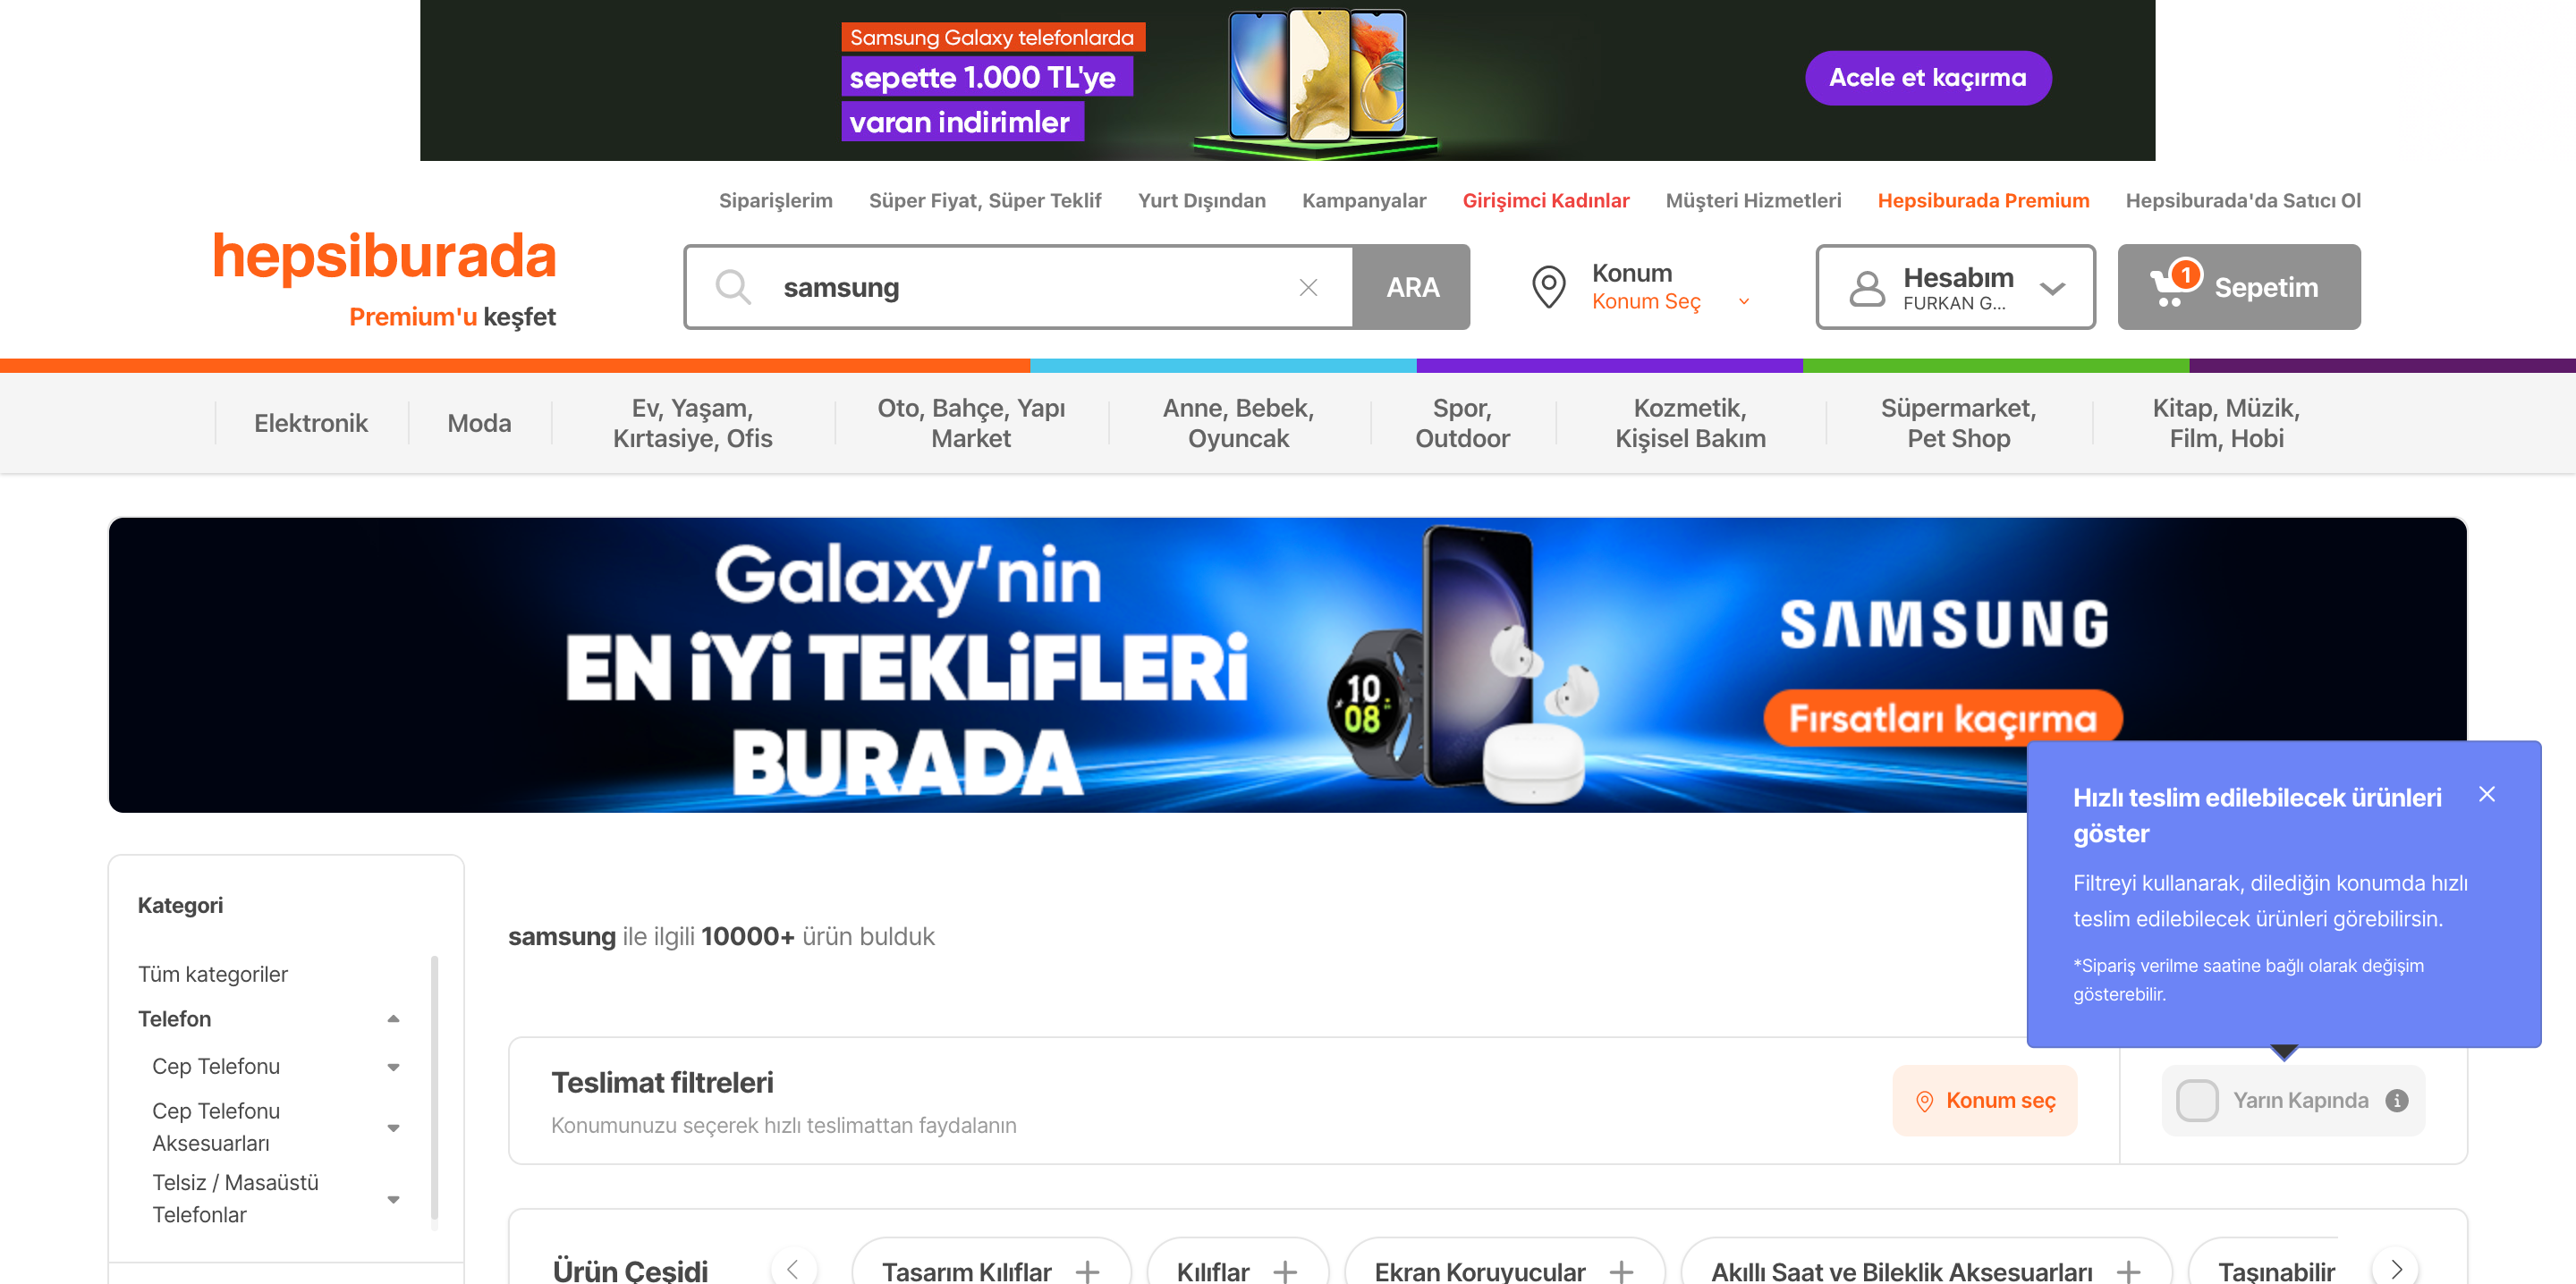 Samsung Galaxy telefonlarda
sepette 1.000 TL'ye
varan indirimler
Acele et kaçırma
Siparişlerim Süper Fiyat, Süper Teklif Yurt Dışından Kampanyalar Girişimci Kadınlar Müşteri Hizmetleri Hepsiburada Premium Hepsiburada'da Satıcı Ol
hepsiburada
Premium'u keşfet
samsung
ARA
Konum
Konum Seç
Hesabım
FURKAN G...
1
Sepetim
Elektronik
Moda
Ev, Yaşam,
Kırtasiye, Ofis
Oto, Bahçe, Yapı
Market
Anne, Bebek,
Oyuncak
Spor,
Outdoor
Kozmetik,
Kişisel Bakım
Süpermarket,
Pet Shop
Kitap, Müzik,
Film, Hobi
Galaxy'nin
EN İYİ TEKLİFLERİ
BURADA
10
08
SAMSUNG
Fırsatları kaçırma
Hızlı teslim edilebilecek ürünleri
göster
Filtreyi kullanarak, dilediğin konumda hızlı
teslim edilebilecek ürünleri görebilirsin.
*Sipariş verilme saatine bağlı olarak değişim
gösterebilir.
Kategori
Tüm kategoriler
Telefon
Cep Telefonu
Cep Telefonu
Aksesuarları
Telsiz / Masaüstü
Telefonlar
samsung ile ilgili 10000+ ürün bulduk
Teslimat filtreleri
Konumunuzu seçerek hızlı teslimattan faydalanın
Konum seç
Yarın Kapında
Ürün Çeşidi
Tasarım Kılıflar
Kılıflar
Ekran Koruyucular
Akıllı Saat ve Bileklik Aksesuarları
Taşınabilir